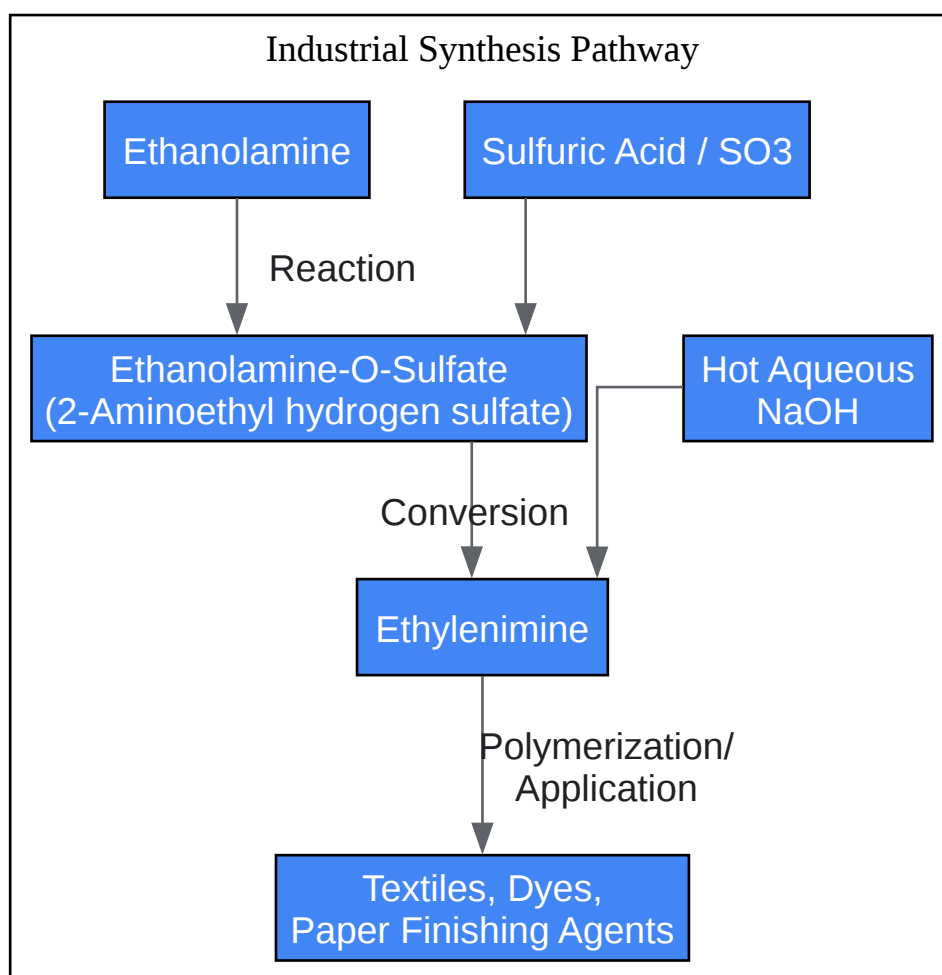 Industrial Synthesis Pathway
Ethanolamine
Sulfuric Acid / SO3
Reaction
Ethanolamine-O-Sulfate
(2-Aminoethyl hydrogen sulfate)
Hot Aqueous
NaOH
Conversion
Ethylenimine
Polymerization/
Application
Textiles, Dyes,
Paper Finishing Agents